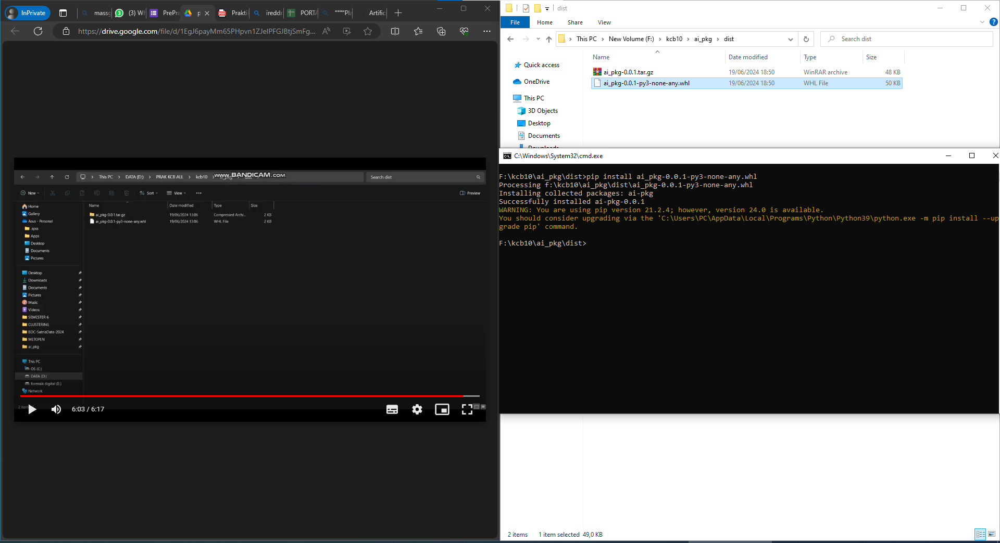 InPrivate
massg
(3) Wh
PrePra
p
Prakti
ireddr
PORTA
""""Pla
Artific
https://drive.google.com/file/d/1EgJ6payMm65PHpvn1ZJeIPFGJBtjSmFg...
This PC > DATA (D:) > PRAK KCB ALL > kcb10 >
www.BANDICAM.com
Search dist
New
Sort
View
Preview
Name
Date modified
Type
Size
ai_pkg-0.0.1.tar.gz
19/06/2024 13:06
Compressed Archi...
2 KB
ai_pkg-0.0.1-py3-none-any.whl
19/06/2024 13:06
WHL File
2 KB
Home
Gallery
Asus - Personal
.spss
Apps
Desktop
Documents
Pictures
Desktop
Downloads
Documents
Pictures
Music
Videos
SEMESTER 6
CLUSTERING
BDC-SatriaData-2024
METOPEN
ai_pkg
This PC
OS (C:)
DATA (D:)
forensik digital (E:)
Network
6:03 / 6:17
dist
File
Home
Share
View
This PC > New Volume (F:) > kcb10 > ai_pkg > dist
Search dist
Name
Date modified
Type
Size
ai_pkg-0.0.1.tar.gz
19/06/2024 18:50
WinRAR archive
48 KB
ai_pkg-0.0.1-py3-none-any.whl
19/06/2024 18:50
WHL File
50 KB
Quick access
OneDrive
This PC
3D Objects
Desktop
Documents
Downloads
C:\Windows\System32\cmd.exe
F:\kcb10\ai_pkg\dist>pip install ai_pkg-0.0.1-py3-none-any.whl
Processing f:\kcb10\ai_pkg\dist\ai_pkg-0.0.1-py3-none-any.whl
Installing collected packages: ai-pkg
Successfully installed ai-pkg-0.0.1
WARNING: You are using pip version 21.2.4; however, version 24.0 is available.
You should consider upgrading via the 'C:\Users\PC\AppData\Local\Programs\Python\Python39\python.exe -m pip install --up
grade pip' command.
F:\kcb10\ai_pkg\dist>
2 items
1 item selected 49,0 KB